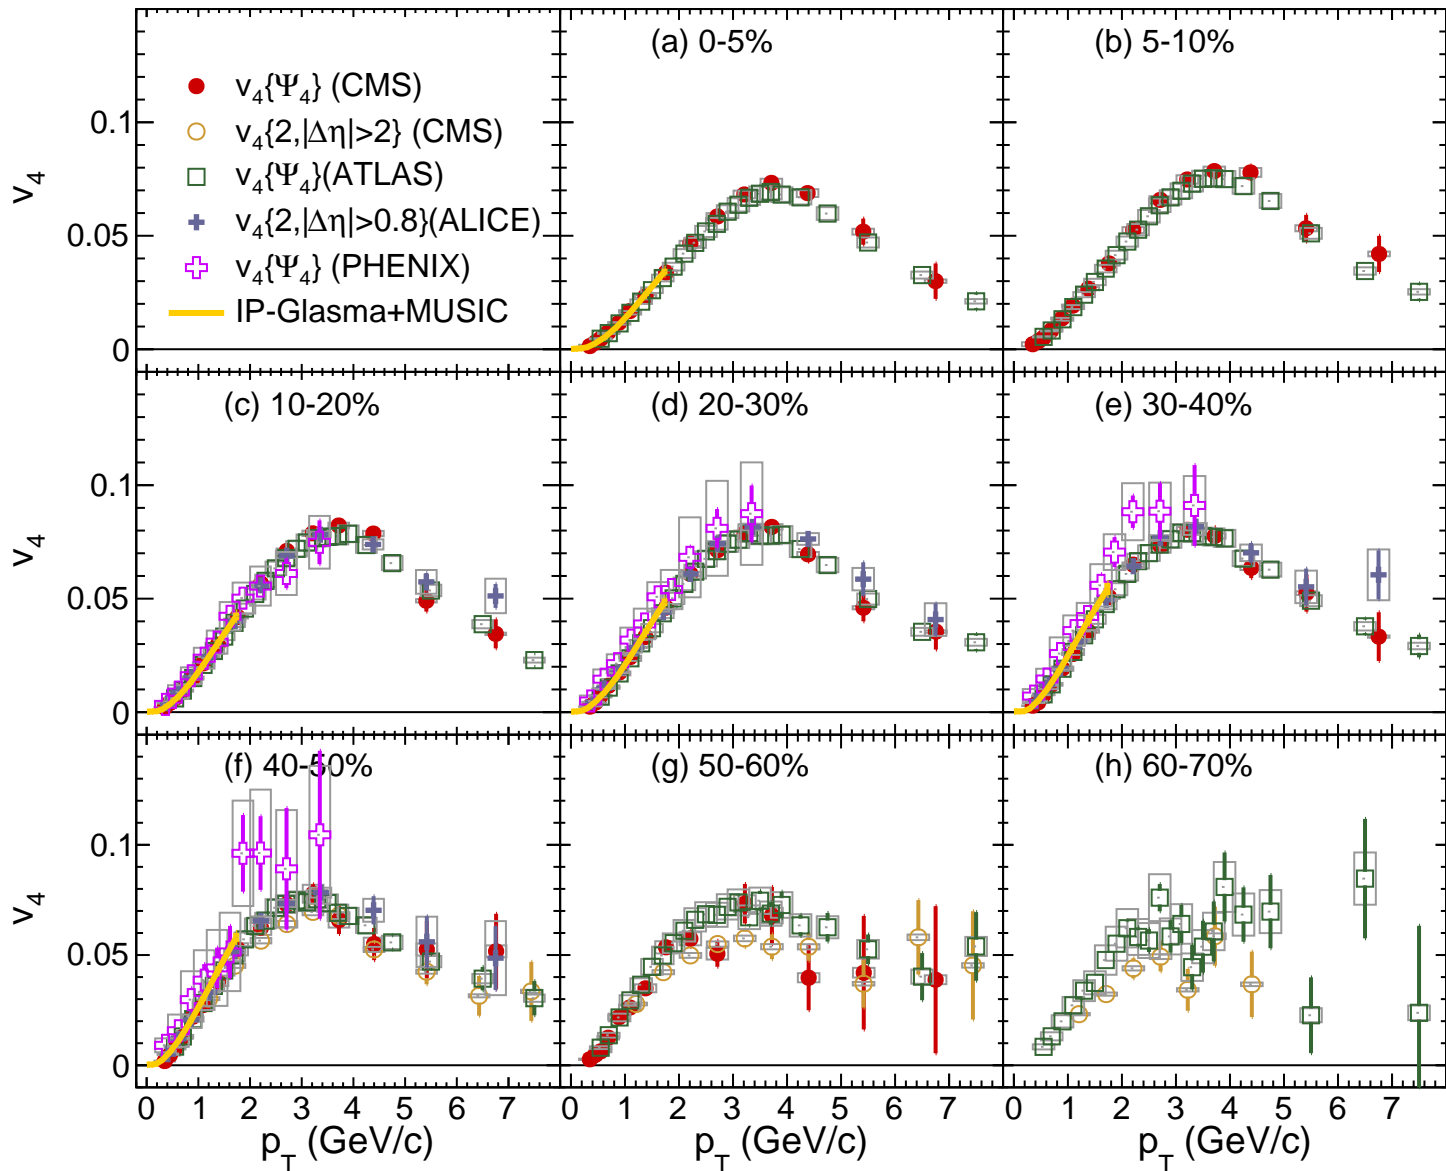 (a) 0-5%
(b) 5-10%
v₄{Ψ₄} (CMS)
v₄{2,|Δη|>2} (CMS)
v₄{Ψ₄}(ATLAS)
v₄{2,|Δη|>0.8}(ALICE)
v₄{Ψ₄} (PHENIX)
IP-Glasma+MUSIC
v₄
0.1
0.05
0
(c) 10-20%
(d) 20-30%
(e) 30-40%
v₄
0.1
0.05
0
(f) 40-50%
(g) 50-60%
(h) 60-70%
v₄
0.1
0.05
0
0 1 2 3 4 5 6 7
0 1 2 3 4 5 6 7
0 1 2 3 4 5 6 7
p_T (GeV/c)
p_T (GeV/c)
p_T (GeV/c)